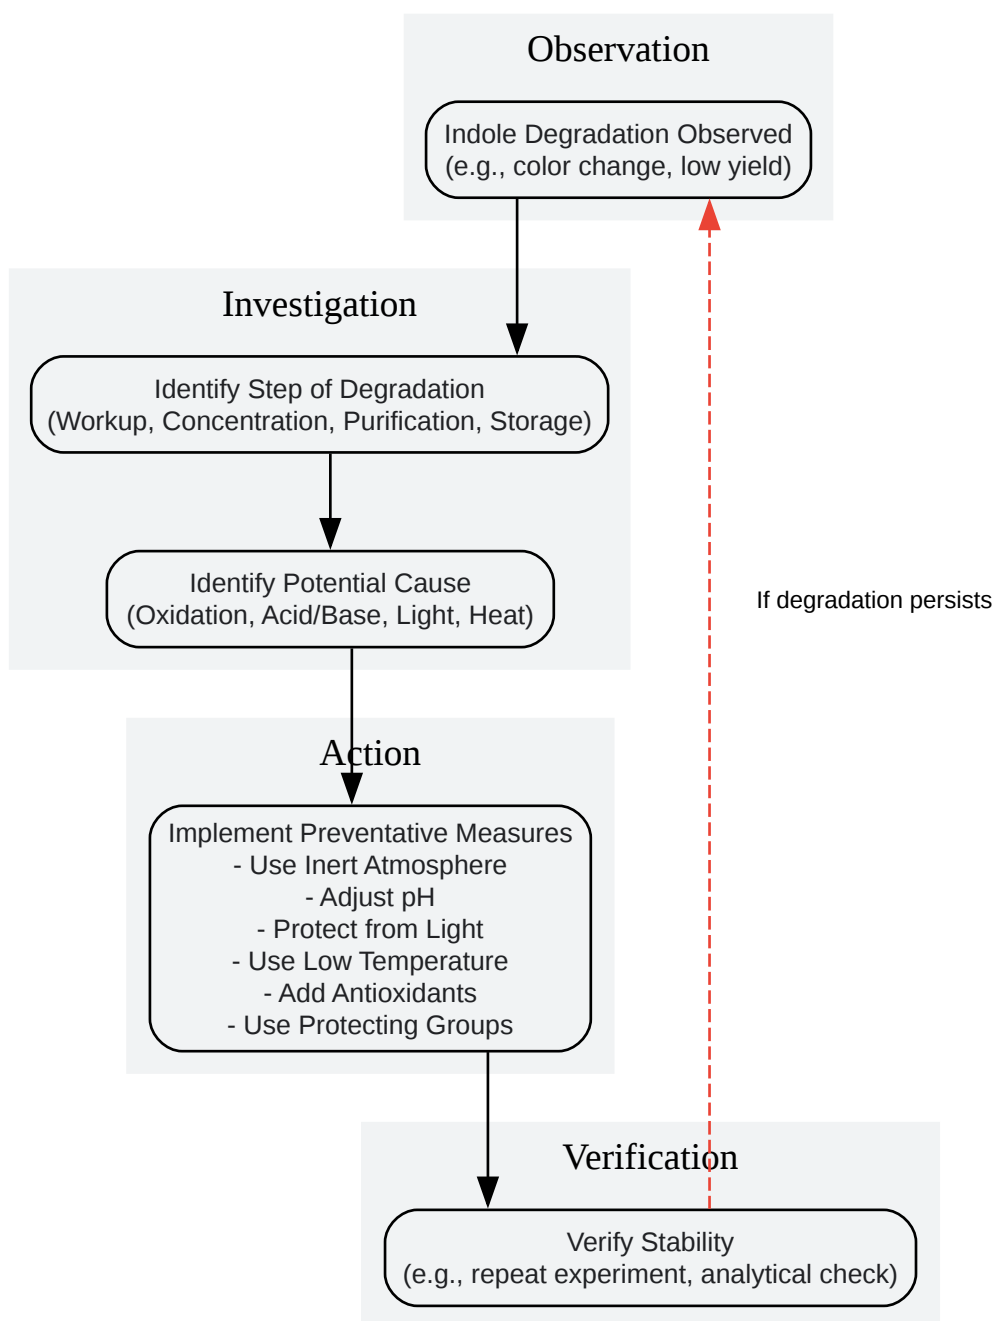 Observation
Indole Degradation Observed
(e.g., color change, low yield)
Investigation
Identify Step of Degradation
(Workup, Concentration, Purification, Storage)
Identify Potential Cause
(Oxidation, Acid/Base, Light, Heat)
If degradation persists
Action
Implement Preventative Measures
- Use Inert Atmosphere
- Adjust pH
- Protect from Light
- Use Low Temperature
- Add Antioxidants
- Use Protecting Groups
Verification
Verify Stability
(e.g., repeat experiment, analytical check)